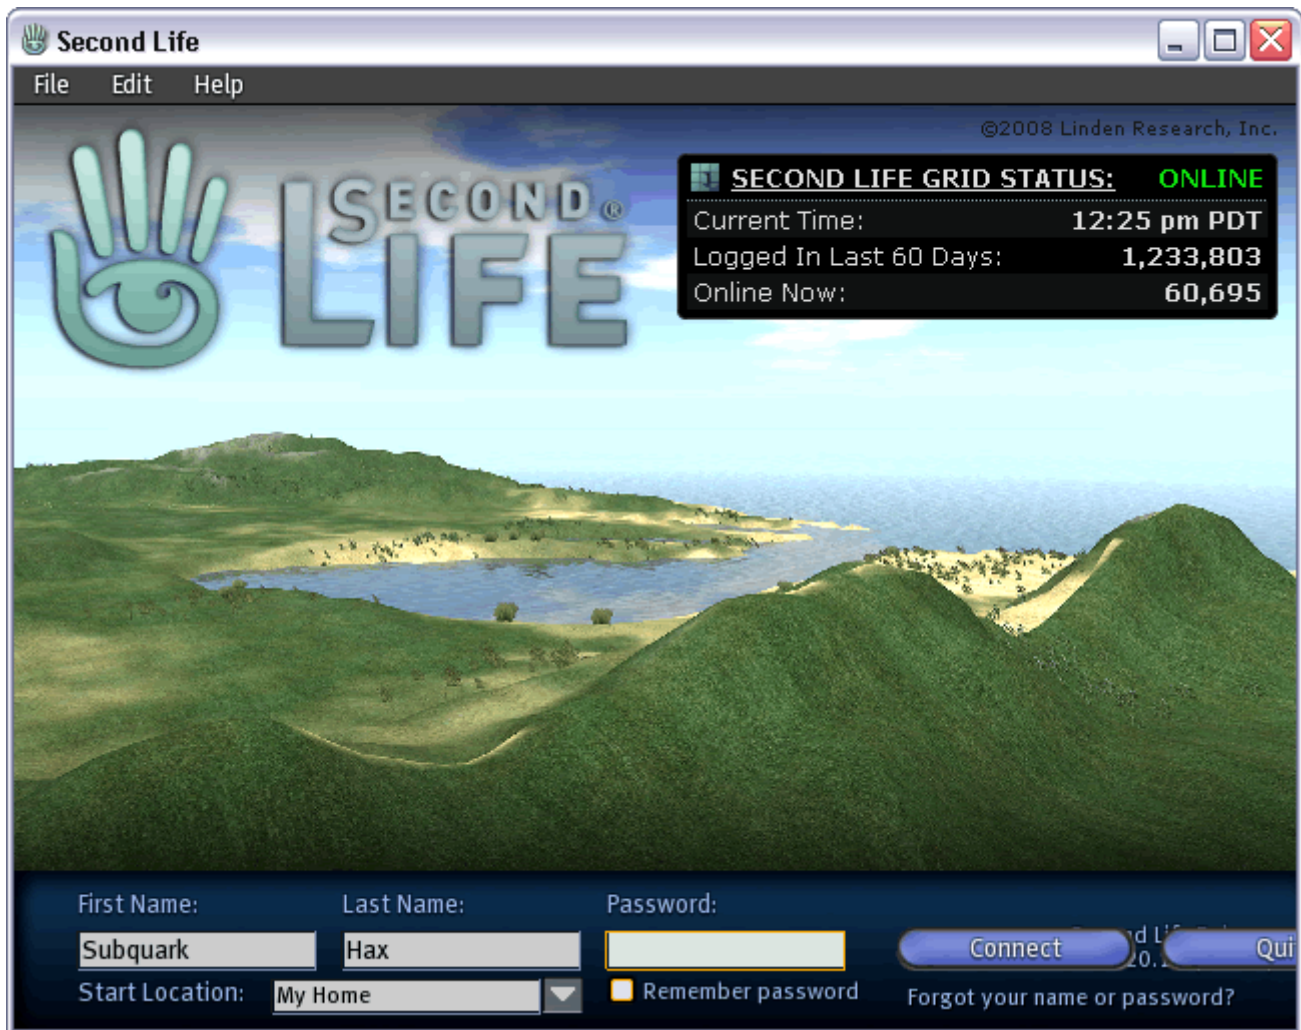 Second Life
File Edit Help
©2008 Linden Research, Inc.
SECOND® LIFE
SECOND LIFE GRID STATUS: ONLINE
Current Time: 12:25 pm PDT
Logged In Last 60 Days: 1,233,803
Online Now: 60,695
First Name: Last Name: Password:
Subquark Hax Connect Qui
Start Location: My Home Remember password Forgot your name or password?